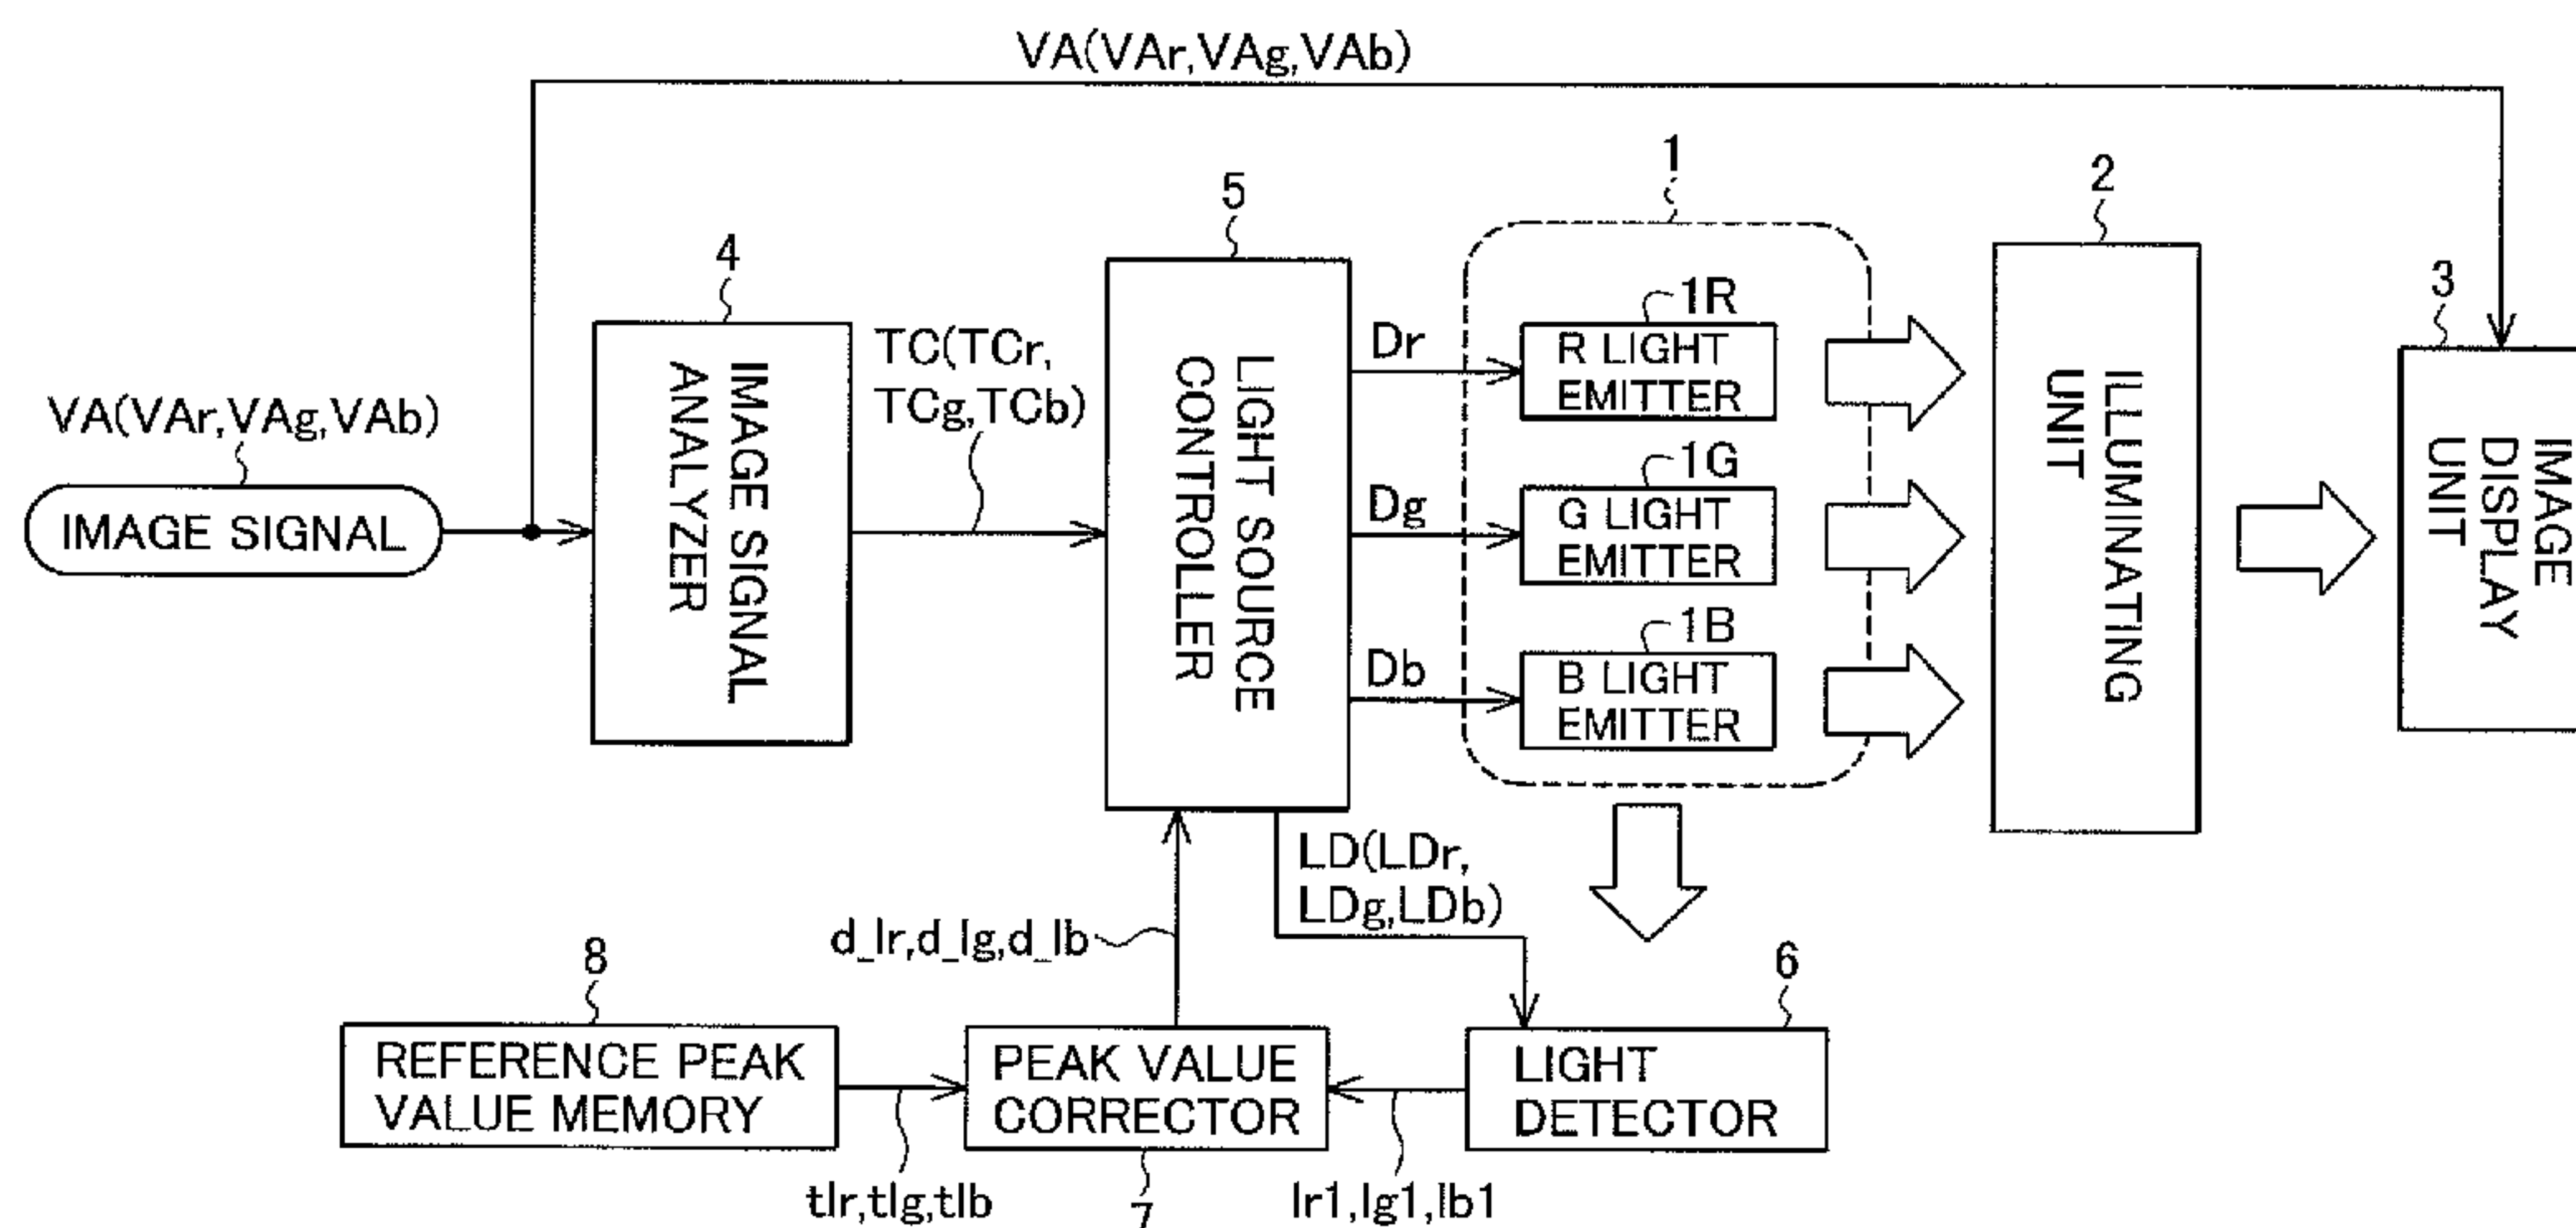 VA(VAr,VAg,VAb)
1
2
5
4
3
1R
R LIGHT
EMITTER
Dr
TC(TCr,
TCg,TCb)
VA(VAr,VAg,VAb)
IMAGE SIGNAL
IMAGE SIGNAL
ANALYZER
LIGHT SOURCE
CONTROLLER
1G
G LIGHT
EMITTER
Dg
1B
B LIGHT
EMITTER
Db
ILLUMINATING
UNIT
IMAGE
DISPLAY
UNIT
LD(LDr,
LDg,LDb)
d_lr,d_lg,d_lb
8
6
REFERENCE PEAK
VALUE MEMORY
PEAK VALUE
CORRECTOR
LIGHT
DETECTOR
tlr,tlg,tlb
7
lr1,lg1,lb1